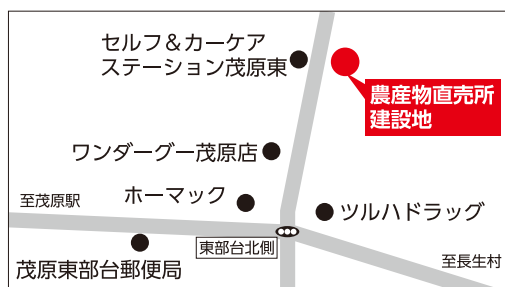 セルフ＆カーケア
ステーション茂原東
農産物直売所
建設地
ワンダーグー茂原店
至茂原駅
ホーマック
ツルハドラッグ
東部台北側
茂原東部台郵便局
至長生村